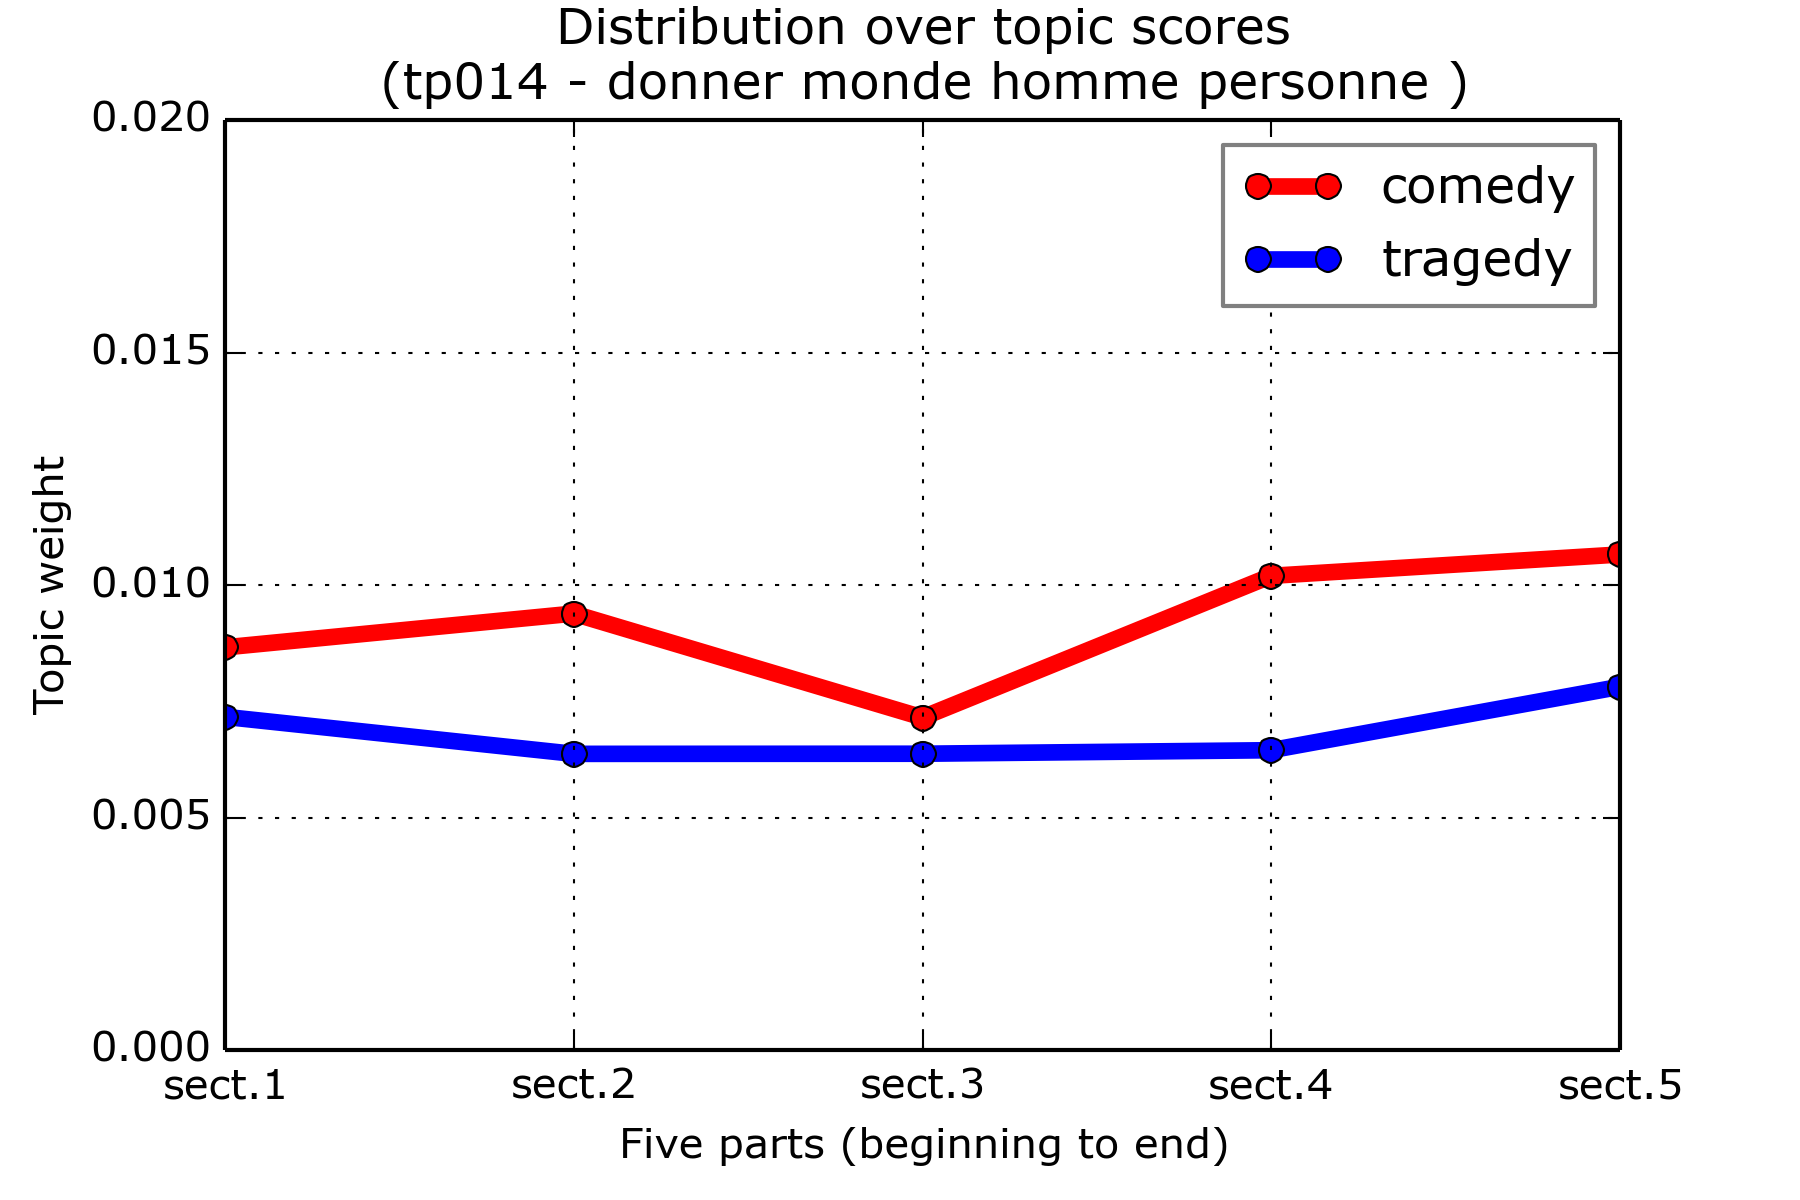 Distribution over topic scores
(tp014 - donner monde homme personne )
comedy
tragedy
Topic weight
0.020
0.015
0.010
0.005
0.000
sect.1 sect.2 sect.3 sect.4 sect.5
Five parts (beginning to end)